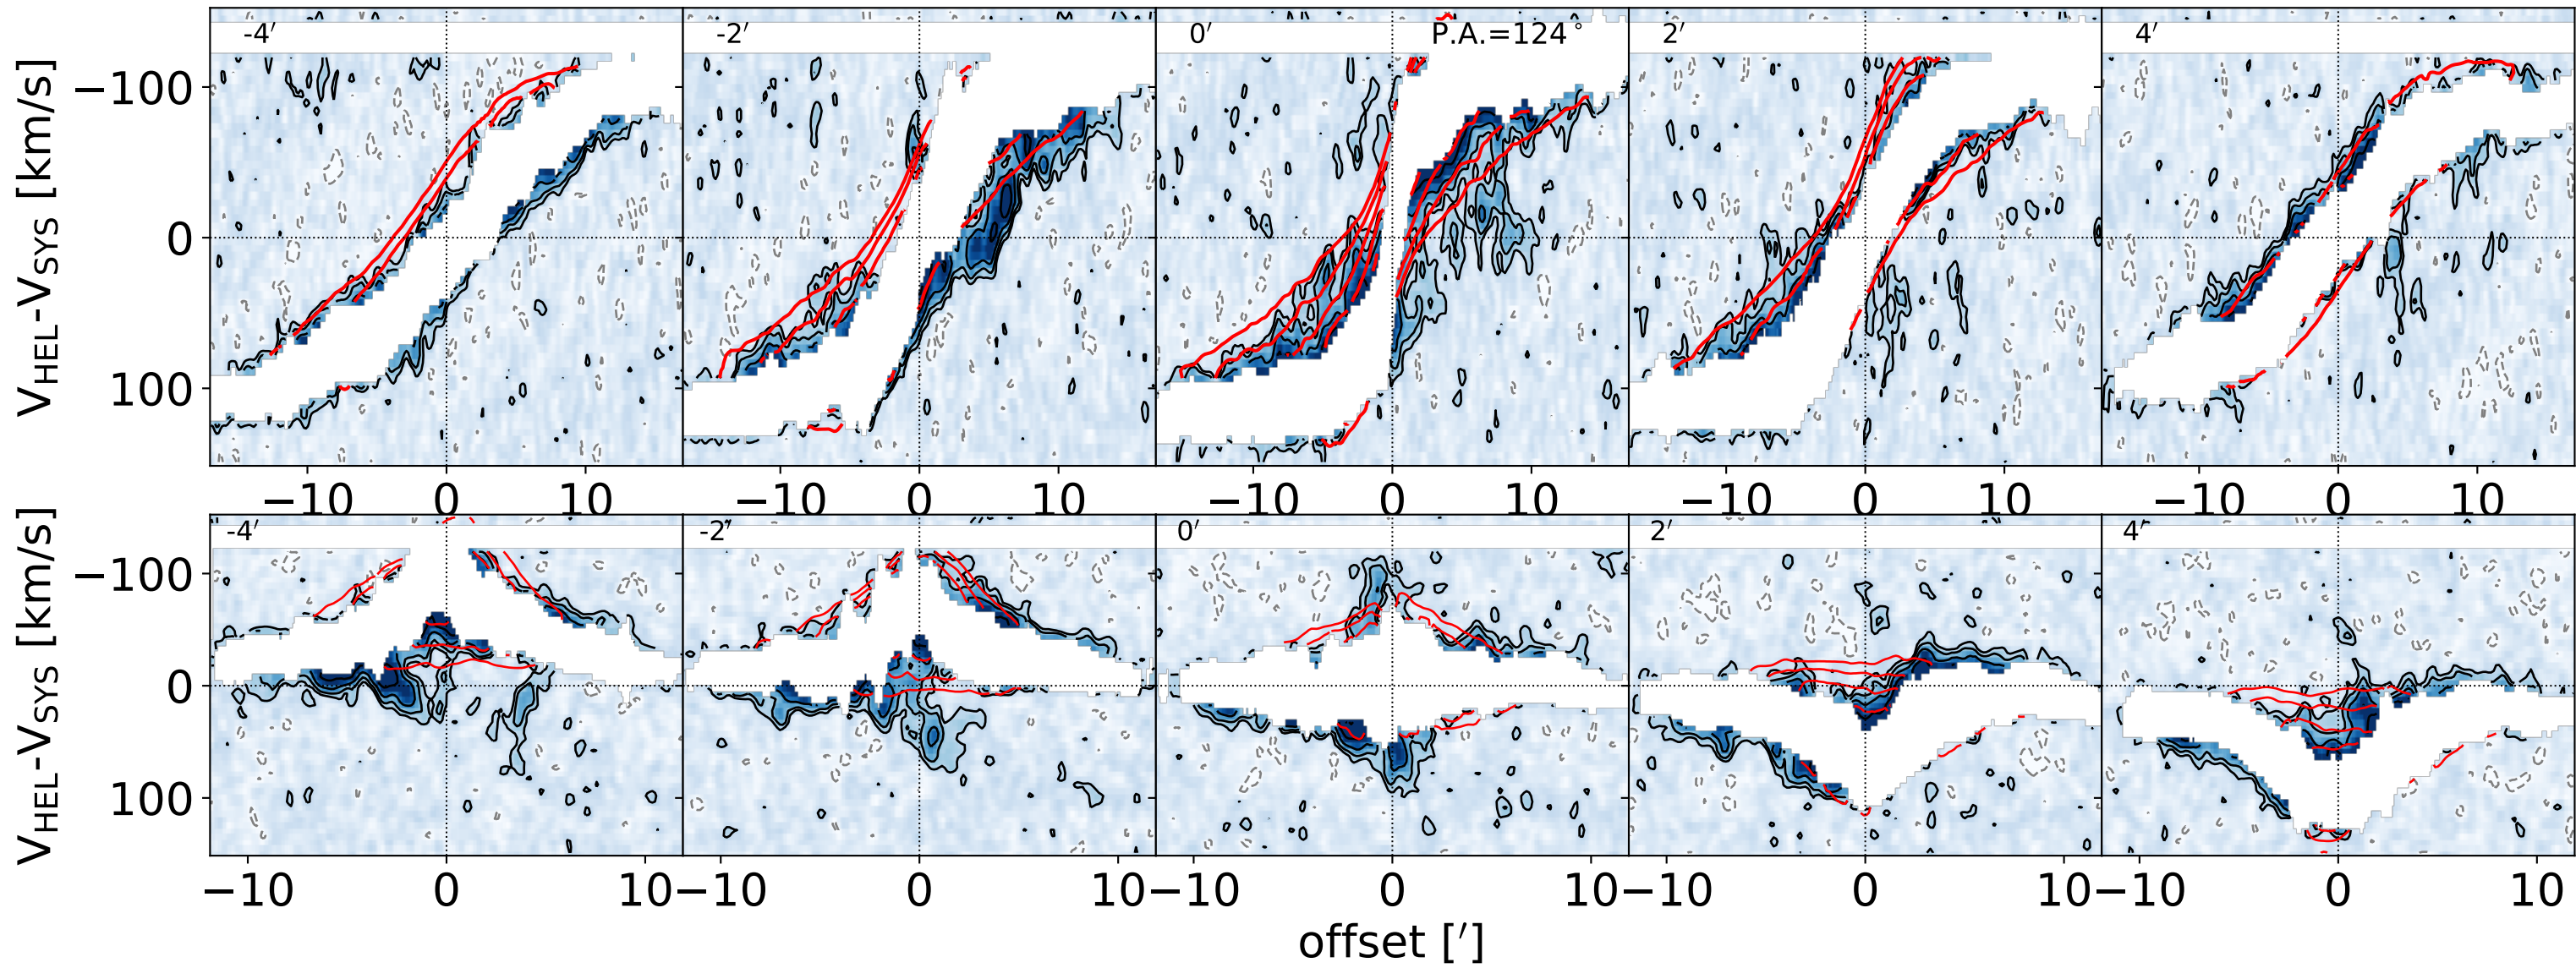 -4′ -2′ 0′ P.A.=124° 2′ 4′
V_HEL-V_SYS [km/s]
−100
0
100
−10 0 10 −10 0 10 −10 0 10 −10 0 10 −10 0 10
-4′ -2′ 0′ 2′ 4′
V_HEL-V_SYS [km/s]
−100
0
100
−10 0 10 −10 0 10 −10 0 10 −10 0 10 −10 0 10
offset [′]